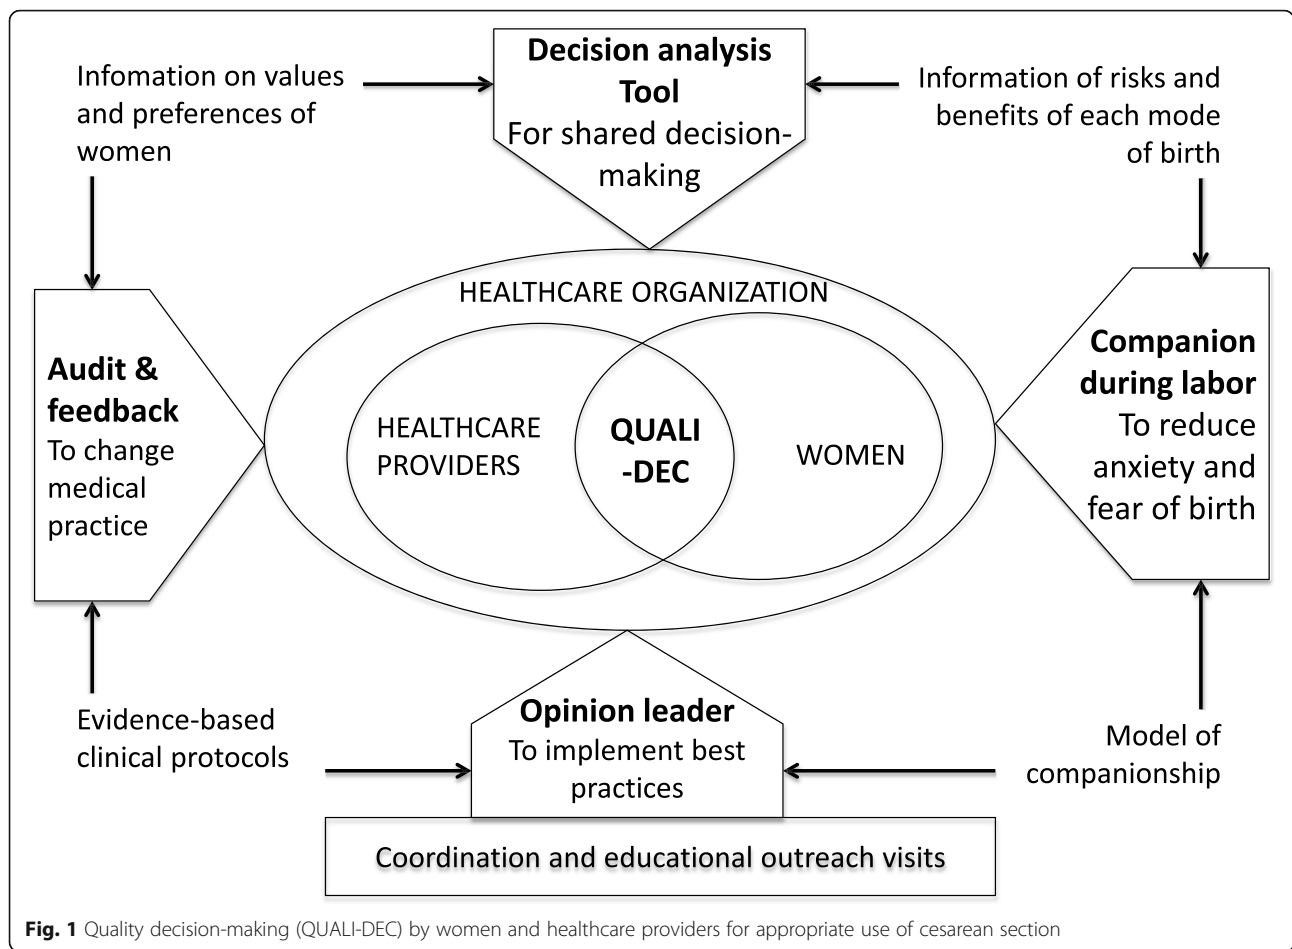 Decision analysis
Tool
For shared decision-
making
Infomation on values
and preferences of
women
Information of risks and
benefits of each mode
of birth
HEALTHCARE ORGANIZATION
Audit &
feedback
To change
medical
practice
HEALTHCARE
PROVIDERS
QUALI
-DEC
WOMEN
Companion
during labor
To reduce
anxiety and
fear of birth
Evidence-based
clinical protocols
Opinion leader
To implement best
practices
Model of
companionship
Coordination and educational outreach visits
Fig. 1 Quality decision-making (QUALI-DEC) by women and healthcare providers for appropriate use of cesarean section